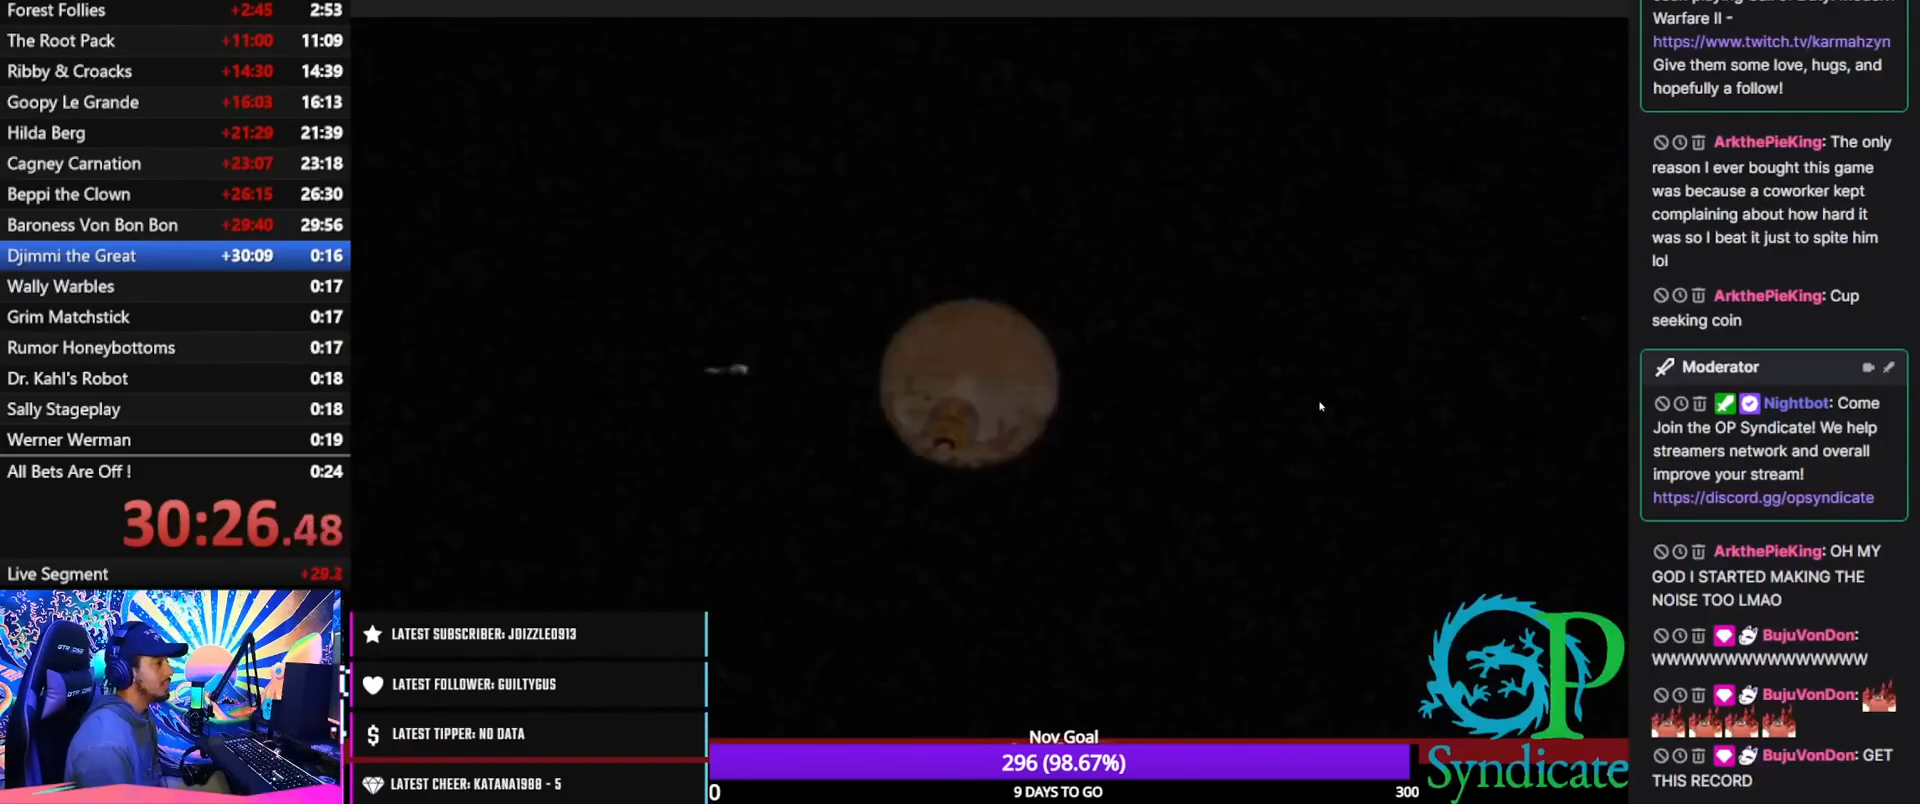 Forest Follies +2:45 2:53
The Root Pack +11:00 11:09
Ribby & Croacks +14:30 14:39
Goopy Le Grande +16:03 16:13
Hilda Berg +21:29 21:39
Cagney Carnation +23:07 23:18
Beppi the Clown +26:15 26:30
Baroness Von Bon Bon +29:40 29:56
Djimmi the Great +30:09 0:16
Wally Warbles 0:17
Grim Matchstick 0:17
Rumor Honeybottoms 0:17
Dr. Kahl's Robot 0:18
Sally Stageplay 0:18
Werner Werman 0:19
All Bets Are Off ! 0:24
30:26.48
Live Segment +29.2
LATEST SUBSCRIBER: JDIZZLE0913
LATEST FOLLOWER: GUILTYGUS
LATEST TIPPER: NO DATA
LATEST CHEER: KATANA1988 - 5
Nov Goal
296 (98.67%)
0 9 DAYS TO GO 300
OP
Syndicate
Warfare II -
https://www.twitch.tv/karmahzyn
Give them some love, hugs, and
hopefully a follow!
ArkthePieKing: The only
reason I ever bought this game
was because a coworker kept
complaining about how hard it
was so I beat it just to spite him
lol
ArkthePieKing: Cup
seeking coin
Moderator
Nightbot: Come
Join the OP Syndicate! We help
streamers network and overall
improve your stream!
https://discord.gg/opsyndicate
ArkthePieKing: OH MY
GOD I STARTED MAKING THE
NOISE TOO LMAO
BujuVonDon:
WWWWWWWWWWWWWWW
BujuVonDon:
BujuVonDon: GET
THIS RECORD